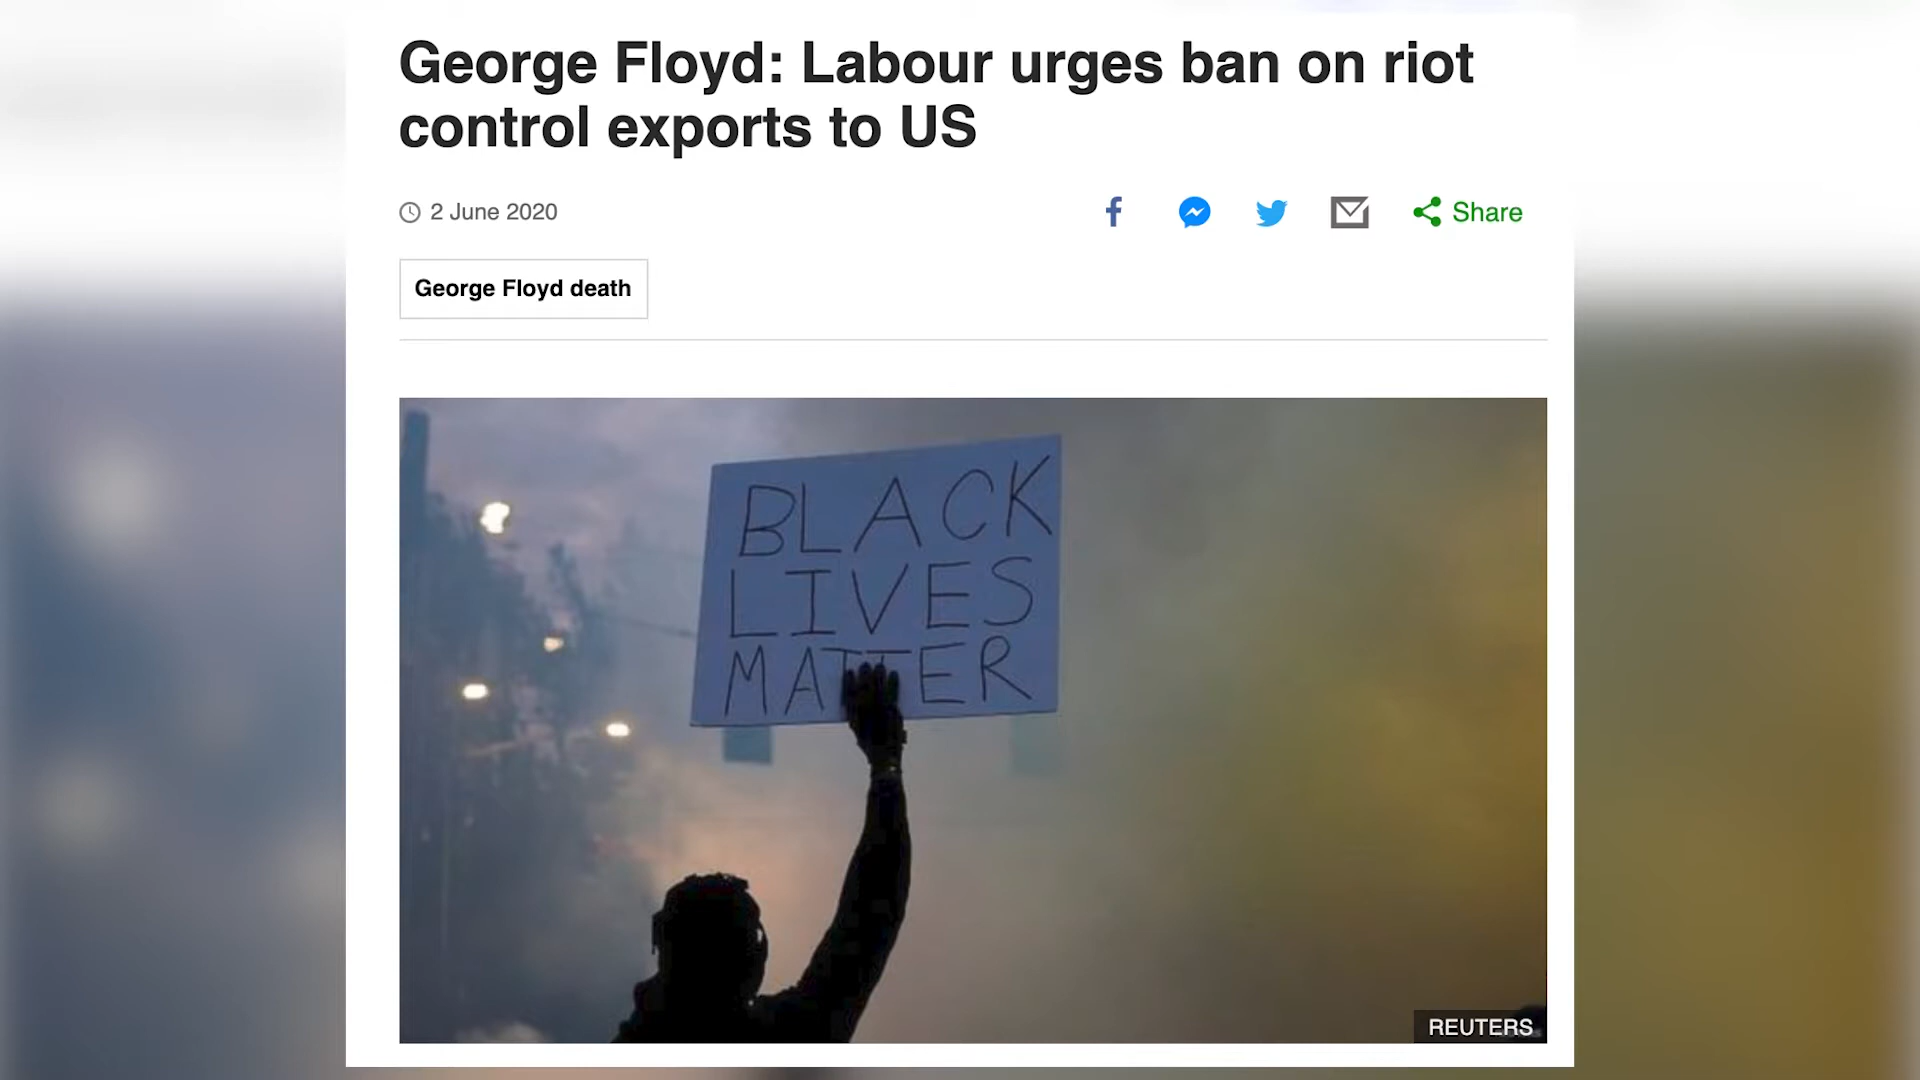 George Floyd: Labour urges ban on riot
control exports to US
2 June 2020
Share
George Floyd death
BLACK
LIVES
MATTER
REUTERS